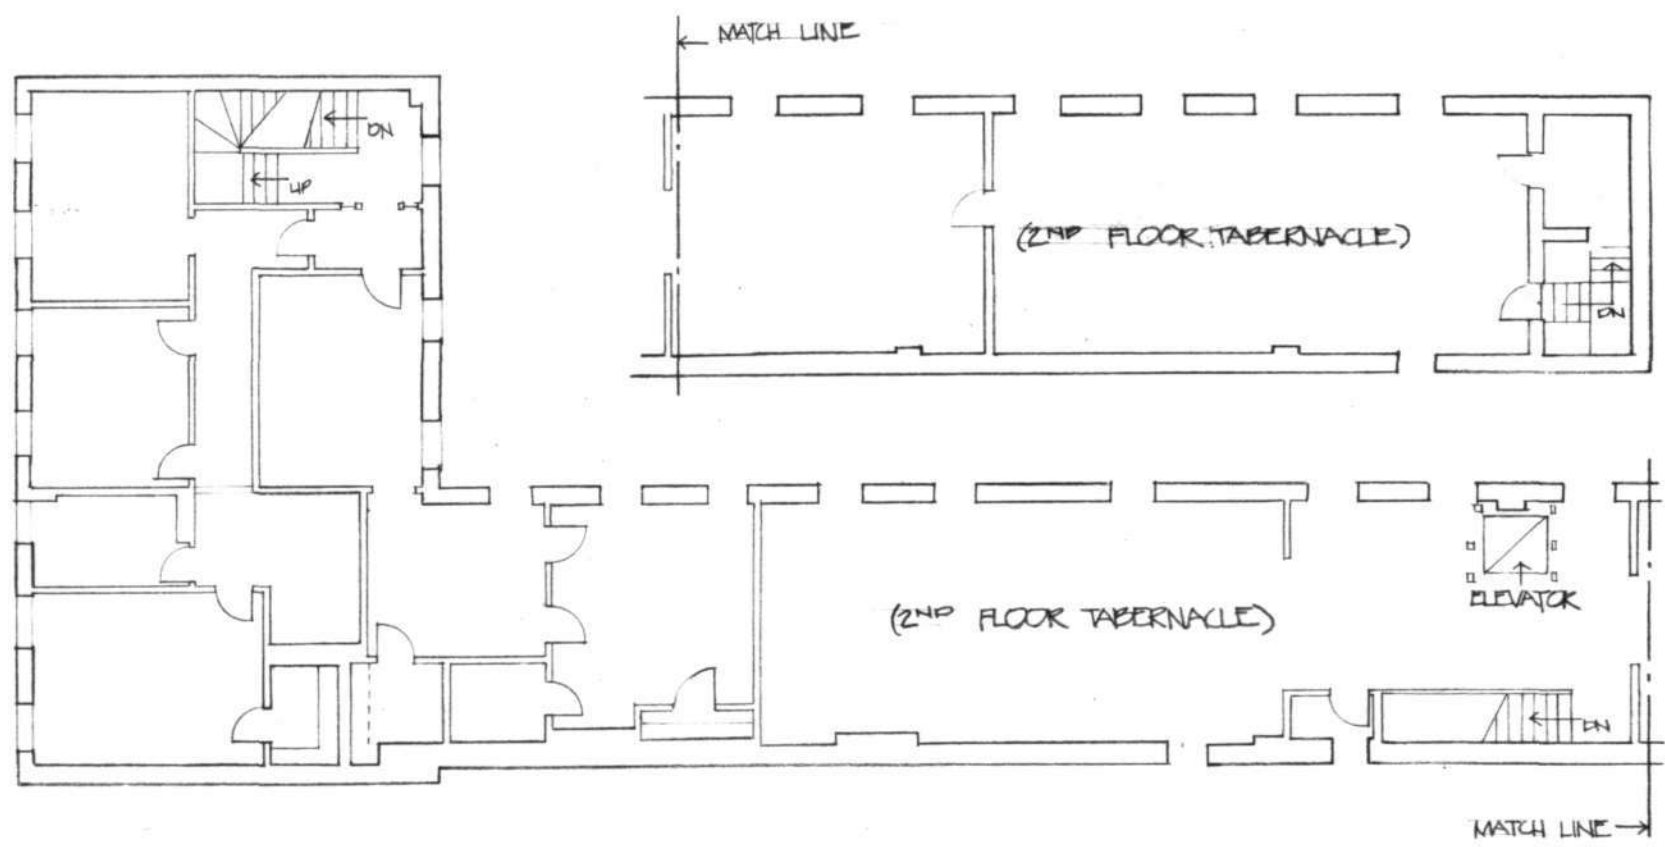 MATCH LINE
DN
UP
(2ND FLOOR TABERNACLE)
DN
(2ND FLOOR TABERNACLE)
ELEVATOR
DN
MATCH LINE